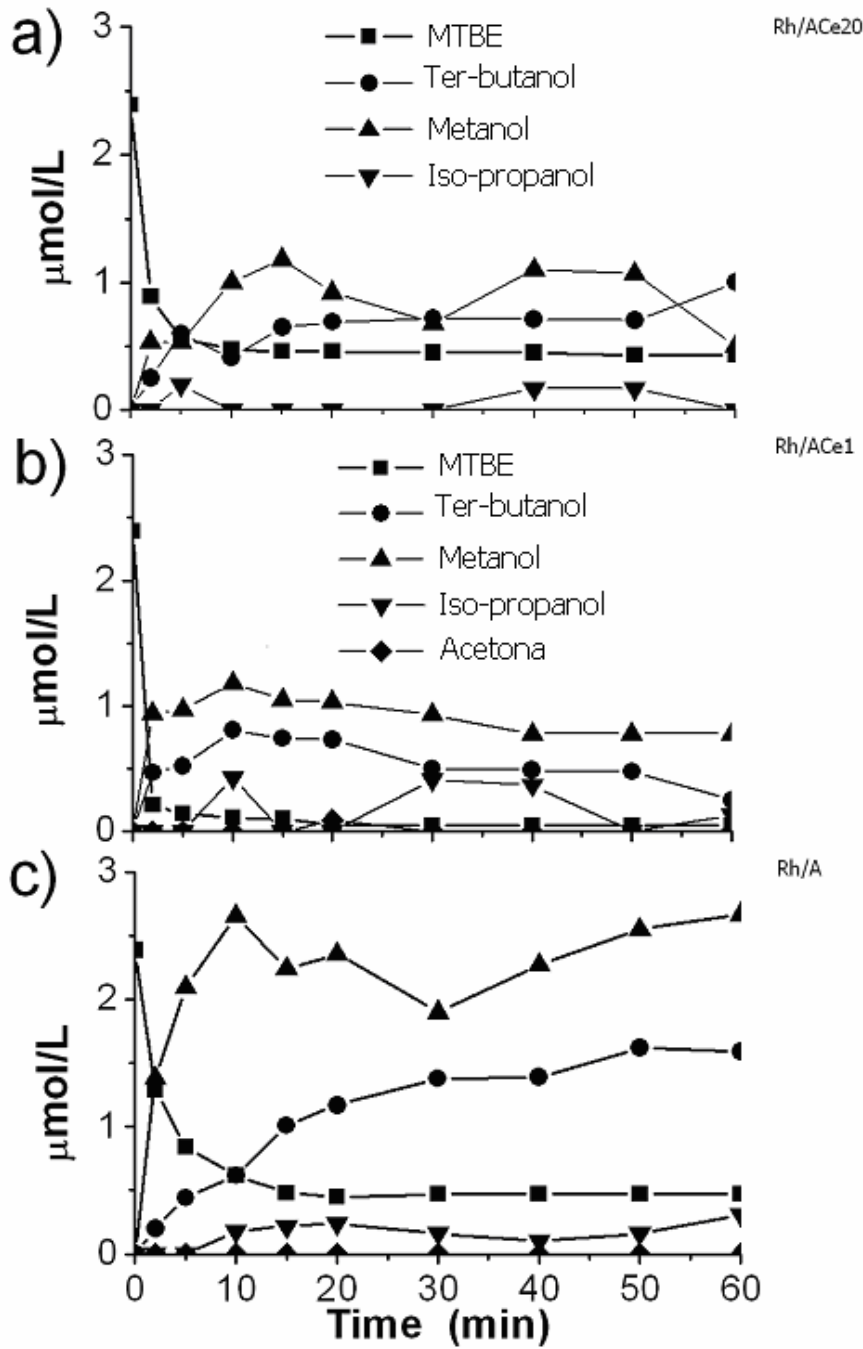 a)
Rh/ACe20
MTBE
Ter-butanol
Metanol
Iso-propanol
3
2
1
0
μmol/L
b)
Rh/ACe1
MTBE
Ter-butanol
Metanol
Iso-propanol
Acetona
3
2
1
0
μmol/L
c)
Rh/A
3
2
1
0
μmol/L
0 10 20 30 40 50 60
Time (min)